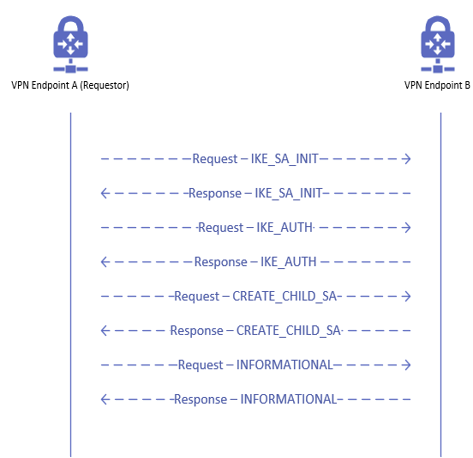 VPN Endpoint A (Requestor)
VPN Endpoint B
Request – IKE_SA_INIT
Response – IKE_SA_INIT
Request – IKE_AUTH
Response – IKE_AUTH
Request – CREATE_CHILD_SA
Response – CREATE_CHILD_SA
Request – INFORMATIONAL
Response – INFORMATIONAL